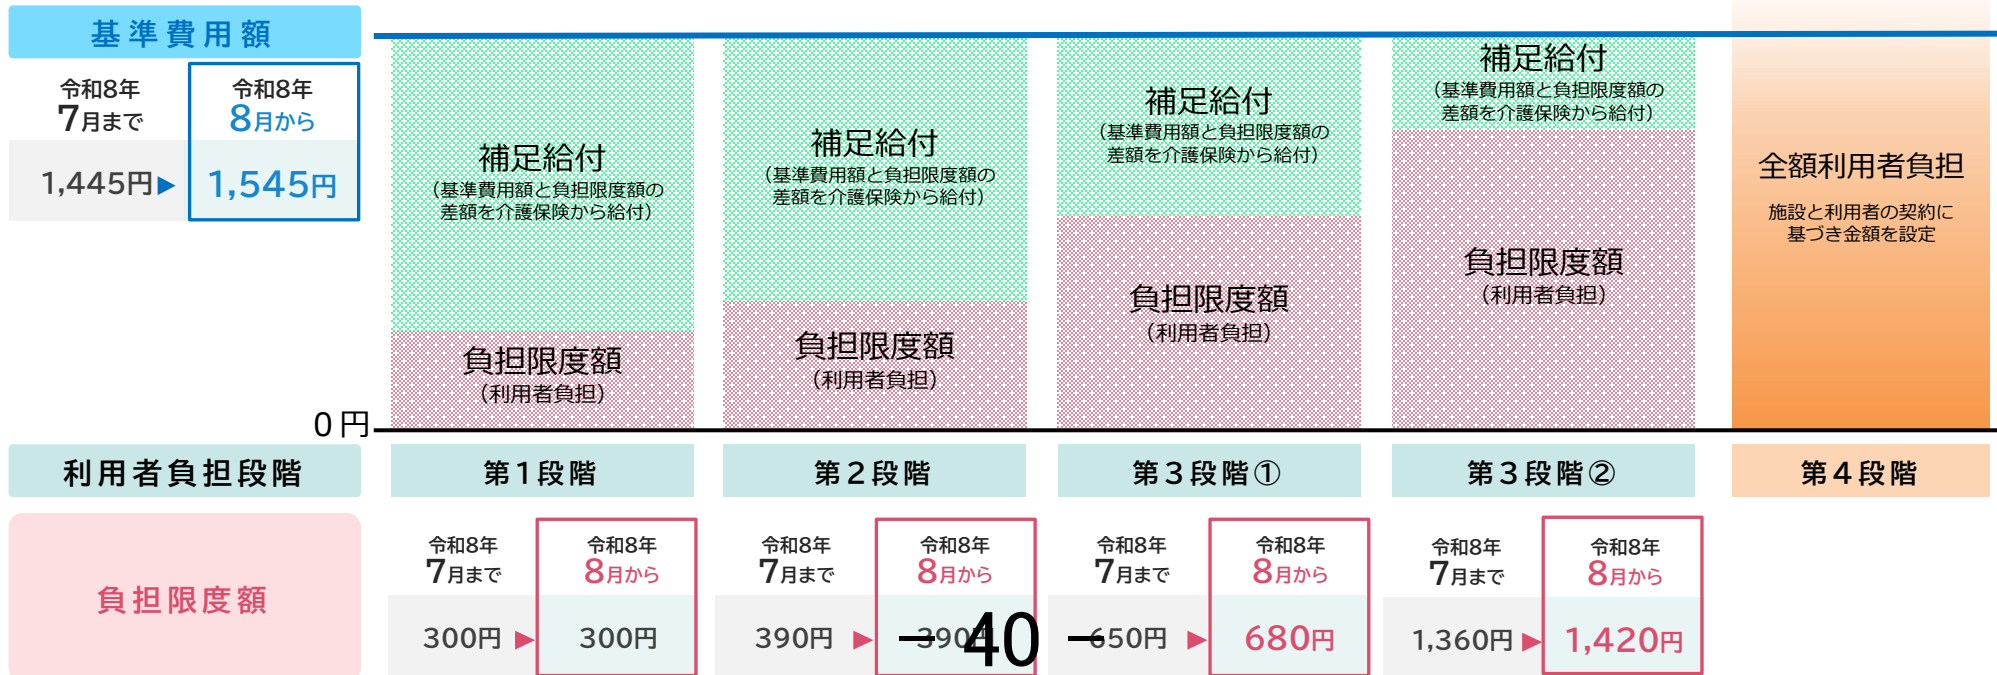 基準費用額
令和8年
7月まで
令和8年
8月から
1,445円▶
1,545円
補足給付
（基準費用額と負担限度額の
差額を介護保険から給付）
負担限度額
（利用者負担）
補足給付
（基準費用額と負担限度額の
差額を介護保険から給付）
負担限度額
（利用者負担）
補足給付
（基準費用額と負担限度額の
差額を介護保険から給付）
負担限度額
（利用者負担）
補足給付
（基準費用額と負担限度額の
差額を介護保険から給付）
負担限度額
（利用者負担）
全額利用者負担
施設と利用者の契約に
基づき金額を設定
0円
利用者負担段階
第1段階
第2段階
第3段階①
第3段階②
第4段階
負担限度額
令和8年
7月まで
令和8年
8月から
300円▶
300円
令和8年
7月まで
令和8年
8月から
390円▶
390円
令和8年
7月まで
令和8年
8月から
650円▶
680円
令和8年
7月まで
令和8年
8月から
1,360円▶
1,420円
− 40 −